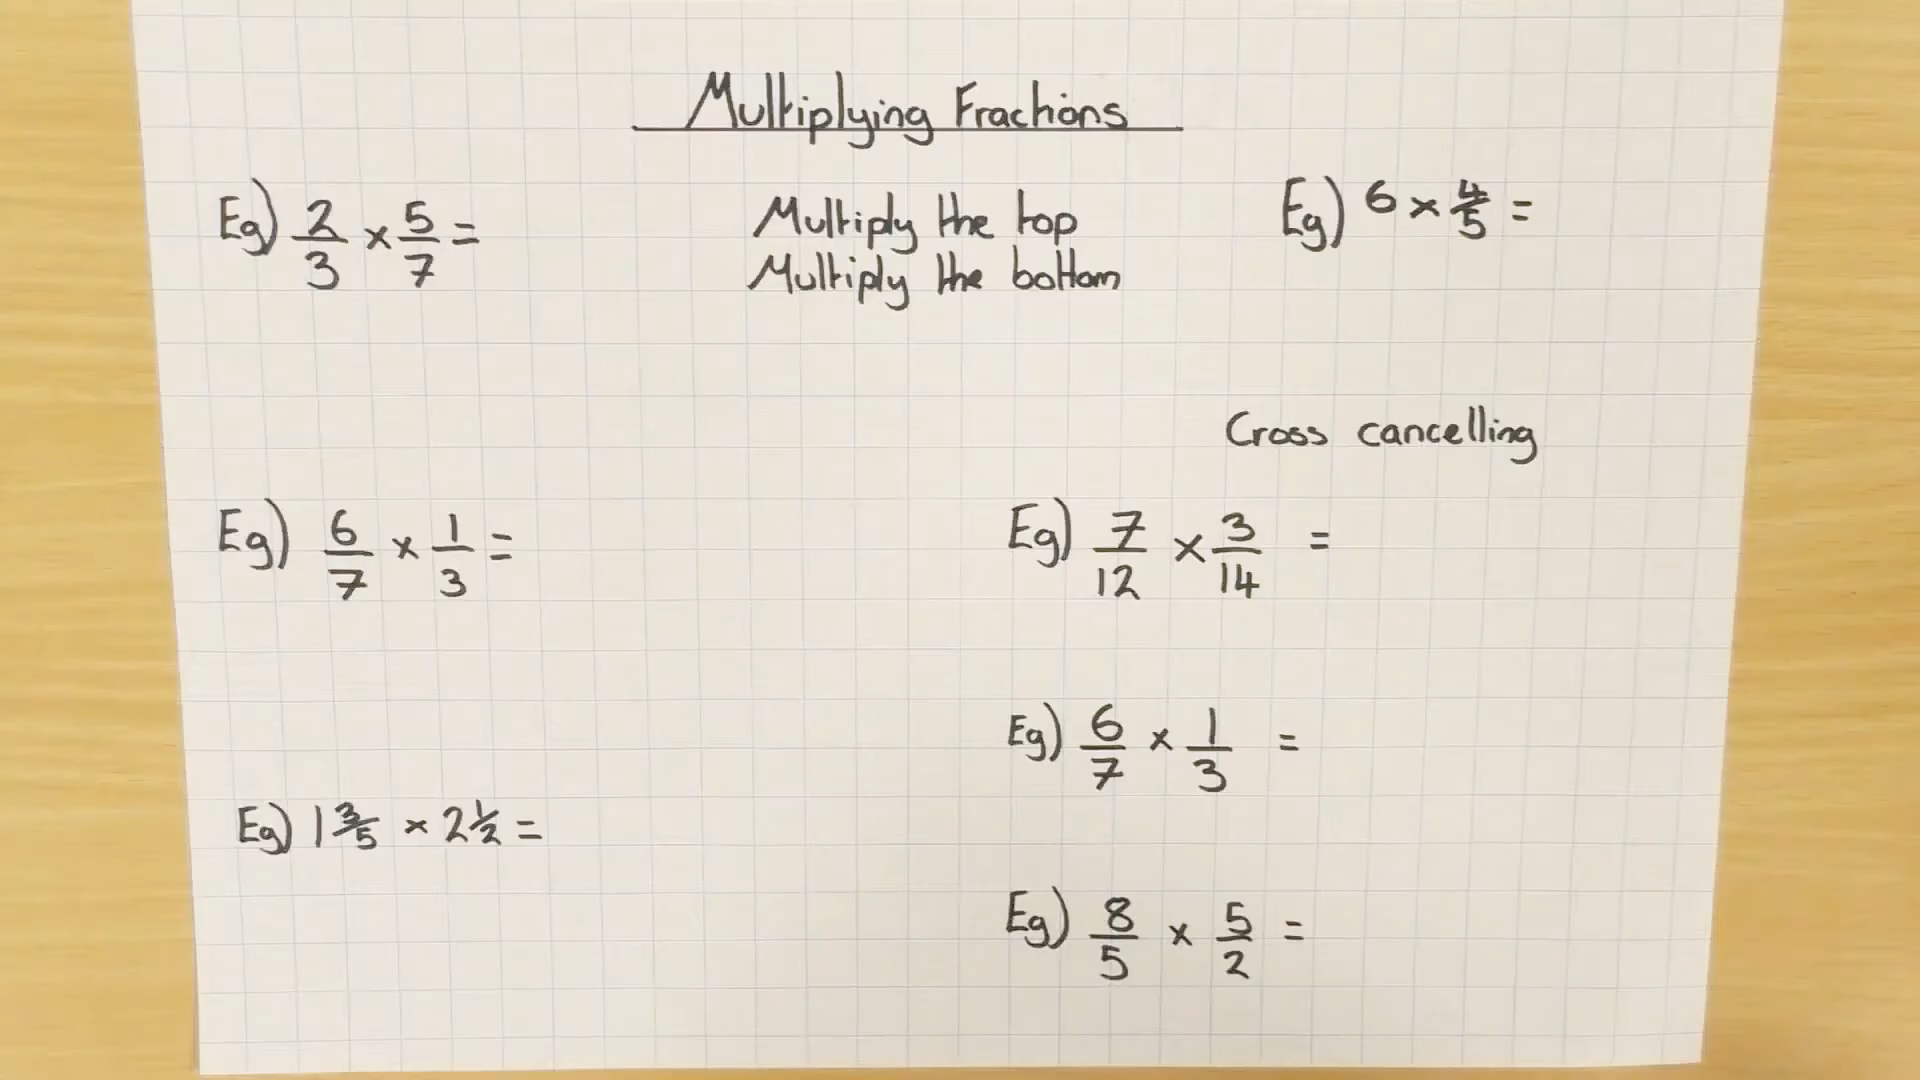 Multiplying Fractions
Eg) 2/3 × 5/7 =
Multiply the top
Multiply the bottom
Eg) 6 × 4/5 =
Cross cancelling
Eg) 6/7 × 1/3 =
Eg) 7/12 × 3/14 =
Eg) 6/7 × 1/3 =
Eg) 1 3/5 × 2 1/2 =
Eg) 8/5 × 5/2 =